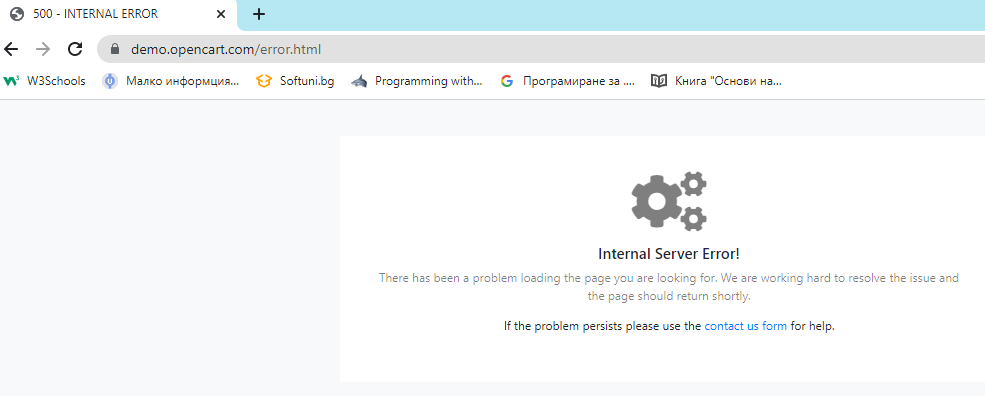 500 - INTERNAL ERROR
demo.opencart.com/error.html
W3Schools Малко информция... Softuni.bg Programming with... Програмиране за .... Книга "Основи на...
Internal Server Error!
There has been a problem loading the page you are looking for. We are working hard to resolve the issue and
the page should return shortly.
If the problem persists please use the contact us form for help.